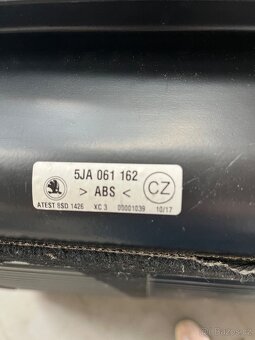 5JA 061 162
> ABS <
CZ
ATEST 8SD 1426 XC 3 00001039 10/17